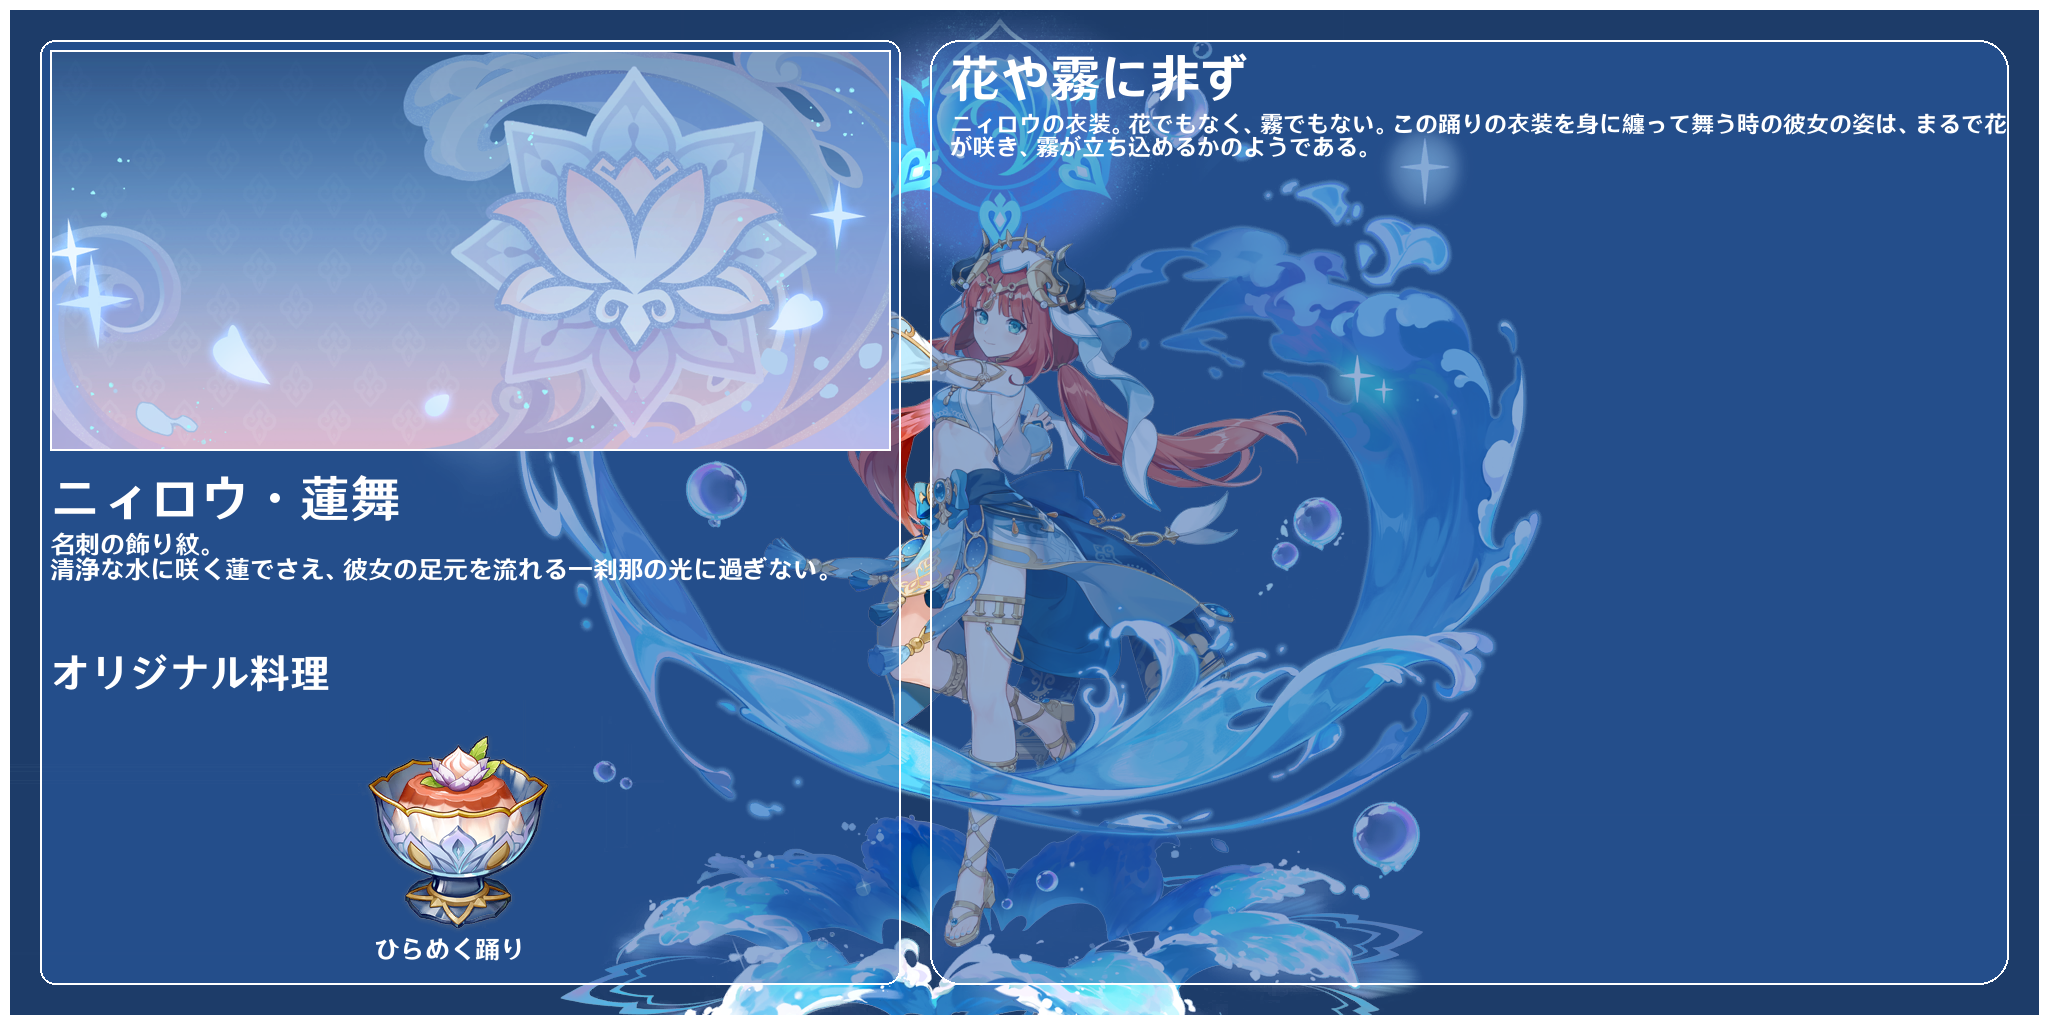 ニィロウ・蓮舞
名刺の飾り紋。
清浄な水に咲く蓮でさえ、彼女の足元を流れる一刹那の光に過ぎない。
オリジナル料理
ひらめく踊り
花や霧に非ず
ニィロウの衣装。花でもなく、霧でもない。この踊りの衣装を身に纏って舞う時の彼女の姿は、まるで花
が咲き、霧が立ち込めるかのようである。